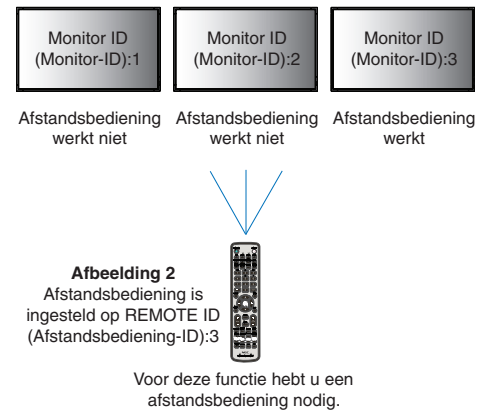 Monitor ID
(Monitor-ID):1
Monitor ID
(Monitor-ID):2
Monitor ID
(Monitor-ID):3
Afstandsbediening
werkt niet
Afstandsbediening
werkt niet
Afstandsbediening
werkt
Afbeelding 2
Afstandsbediening is
ingesteld op REMOTE ID
(Afstandsbediening-ID):3
Voor deze functie hebt u een
afstandsbediening nodig.